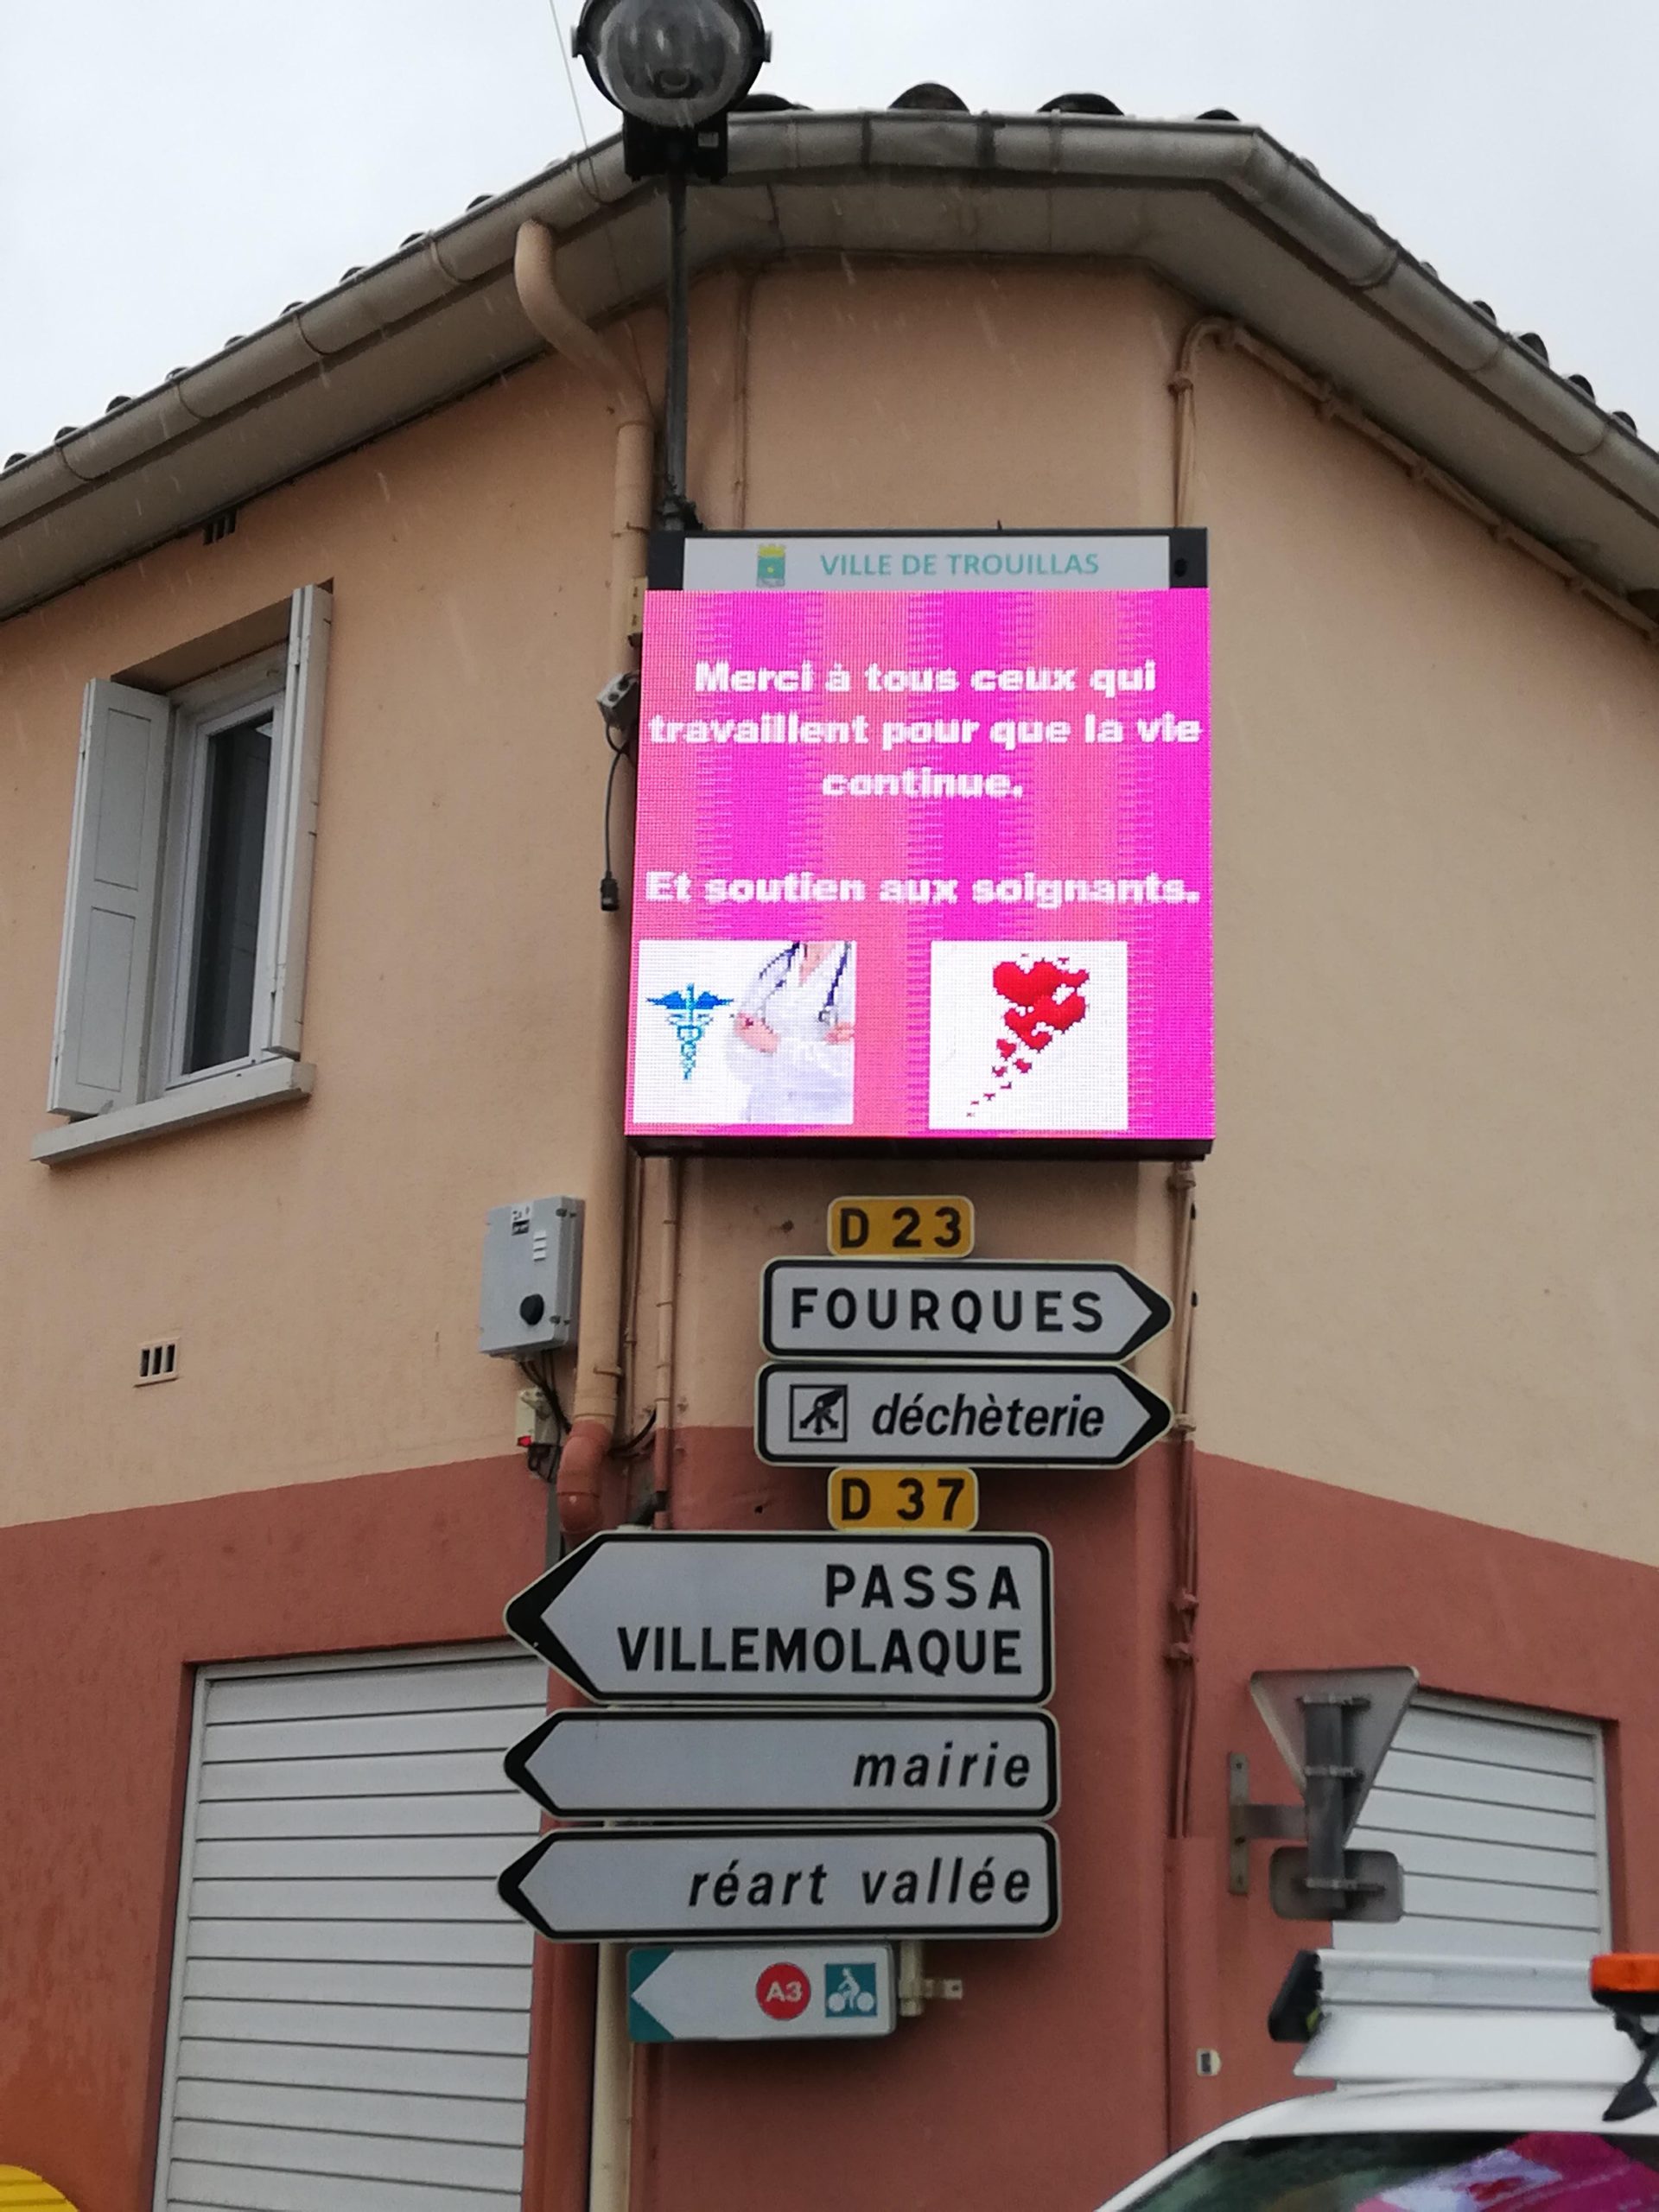 VILLE DE TROUILLAS
Merci à tous ceux qui
travaillent pour que la vie
continue.
Et soutien aux soignants.
D 23
FOURQUES
déchèterie
D 37
PASSA
VILLEMOLAQUE
mairie
réart vallée
A3